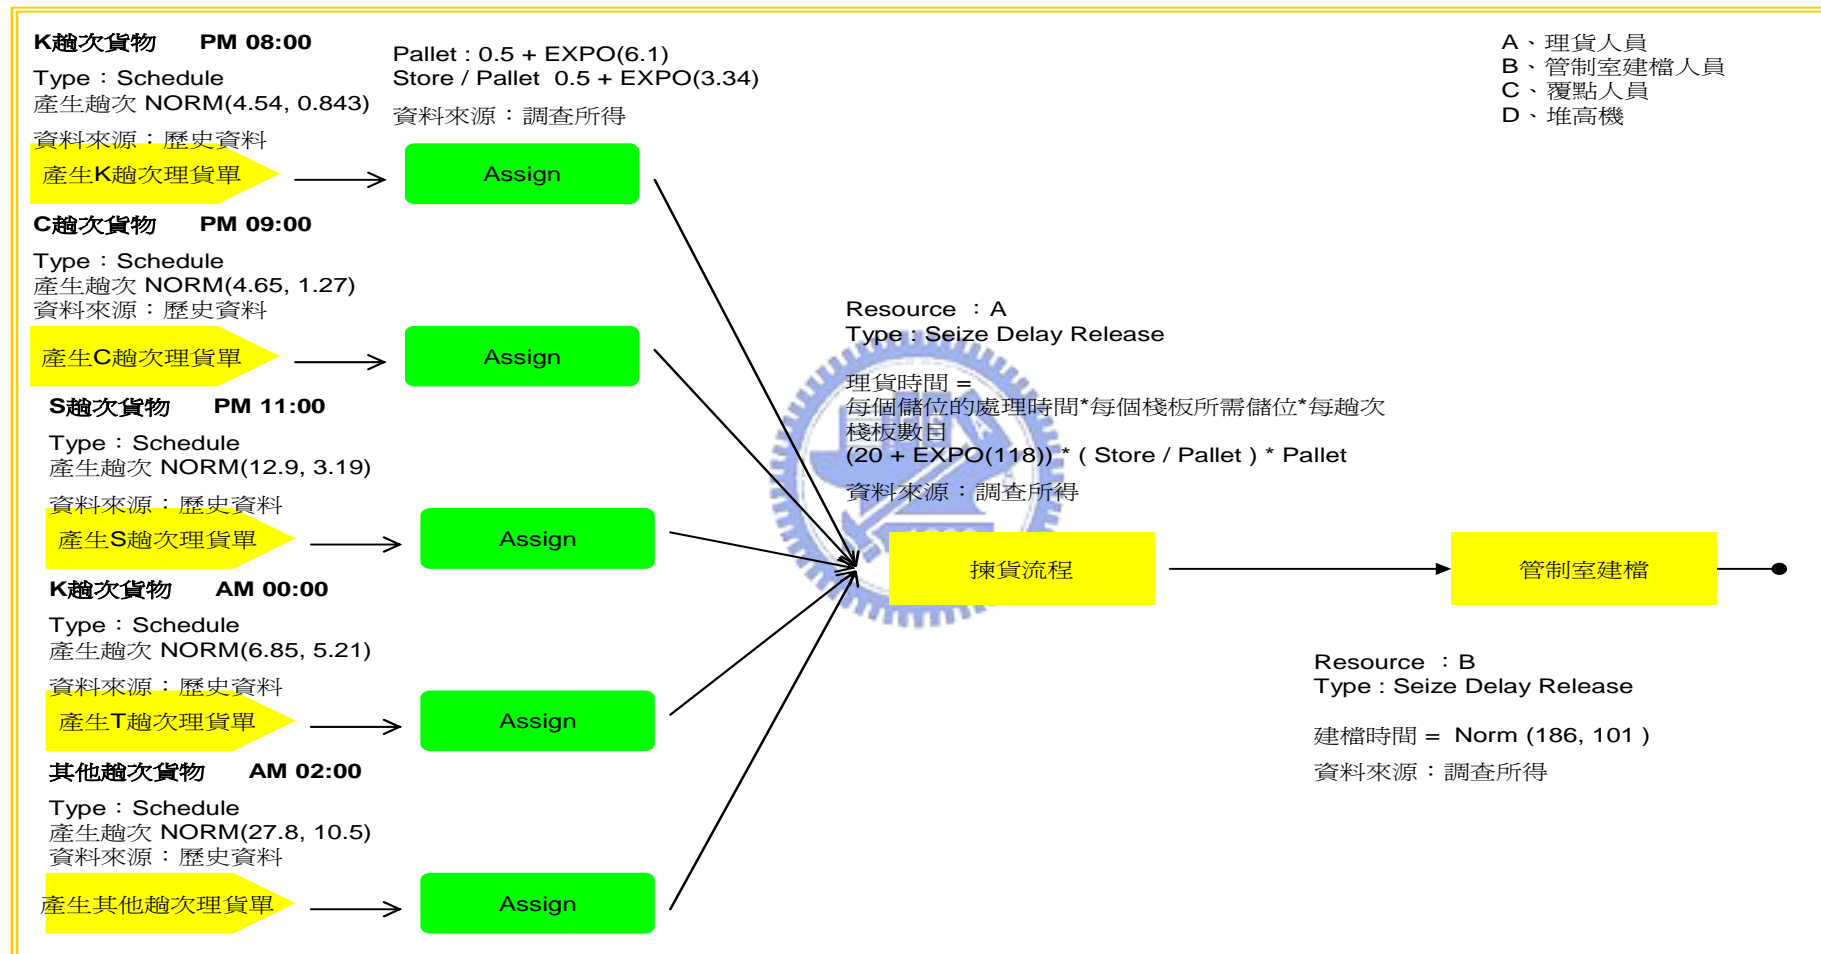 K趟次貨物 PM 08:00
Type：Schedule
產生趟次 NORM(4.54, 0.843)
資料來源：歷史資料
產生K趟次理貨單
Pallet : 0.5 + EXPO(6.1)
Store / Pallet 0.5 + EXPO(3.34)
資料來源：調查所得
Assign
A、理貨人員
B、管制室建檔人員
C、覆點人員
D、堆高機
C趟次貨物 PM 09:00
Type：Schedule
產生趟次 NORM(4.65, 1.27)
資料來源：歷史資料
產生C趟次理貨單
Assign
S趟次貨物 PM 11:00
Type：Schedule
產生趟次 NORM(12.9, 3.19)
資料來源：歷史資料
產生S趟次理貨單
Assign
K趟次貨物 AM 00:00
Type：Schedule
產生趟次 NORM(6.85, 5.21)
資料來源：歷史資料
產生T趟次理貨單
Assign
其他趟次貨物 AM 02:00
Type：Schedule
產生趟次 NORM(27.8, 10.5)
資料來源：歷史資料
產生其他趟次理貨單
Assign
Resource ：A
Type : Seize Delay Release
理貨時間 =
每個儲位的處理時間*每個棧板所需儲位*每趟次
棧板數目
(20 + EXPO(118)) * ( Store / Pallet ) * Pallet
資料來源：調查所得
揀貨流程
管制室建檔
Resource ：B
Type : Seize Delay Release
建檔時間 = Norm (186, 101 )
資料來源：調查所得